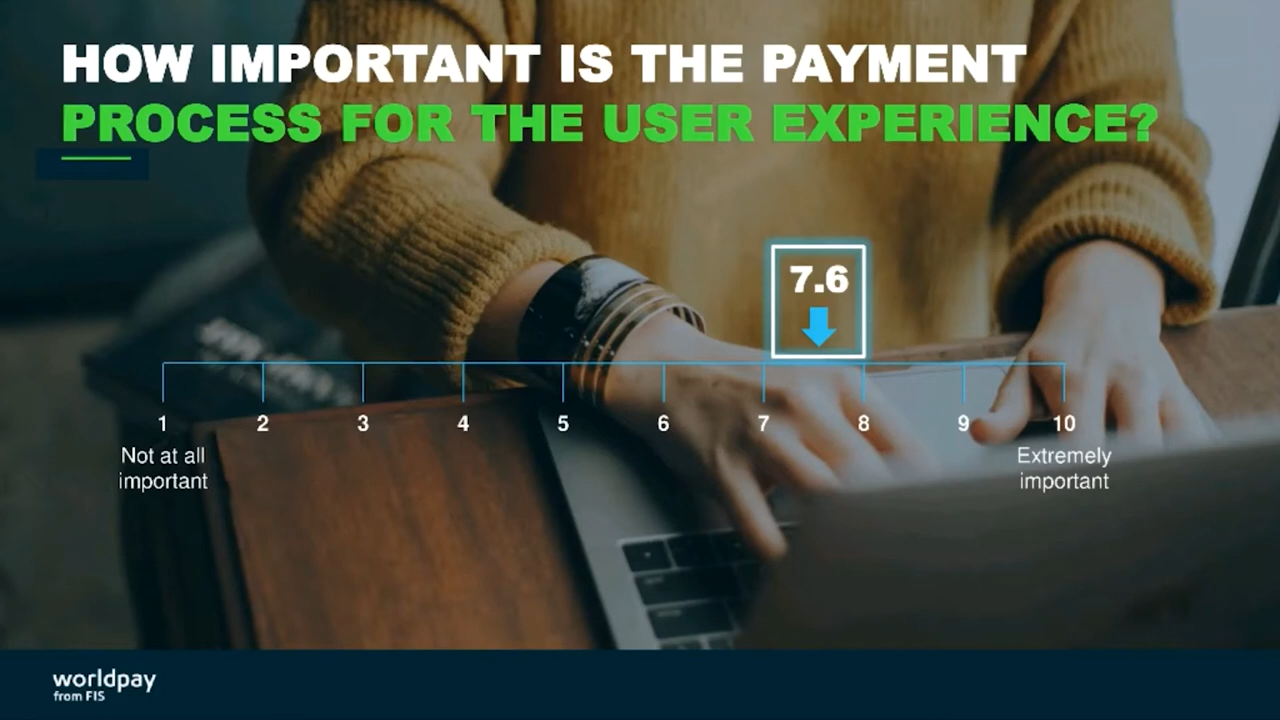 HOW IMPORTANT IS THE PAYMENT
PROCESS FOR THE USER EXPERIENCE?
7.6
1 2 3 4 5 6 7 8 9 10
Not at all
important
Extremely
important
worldpay
from FIS